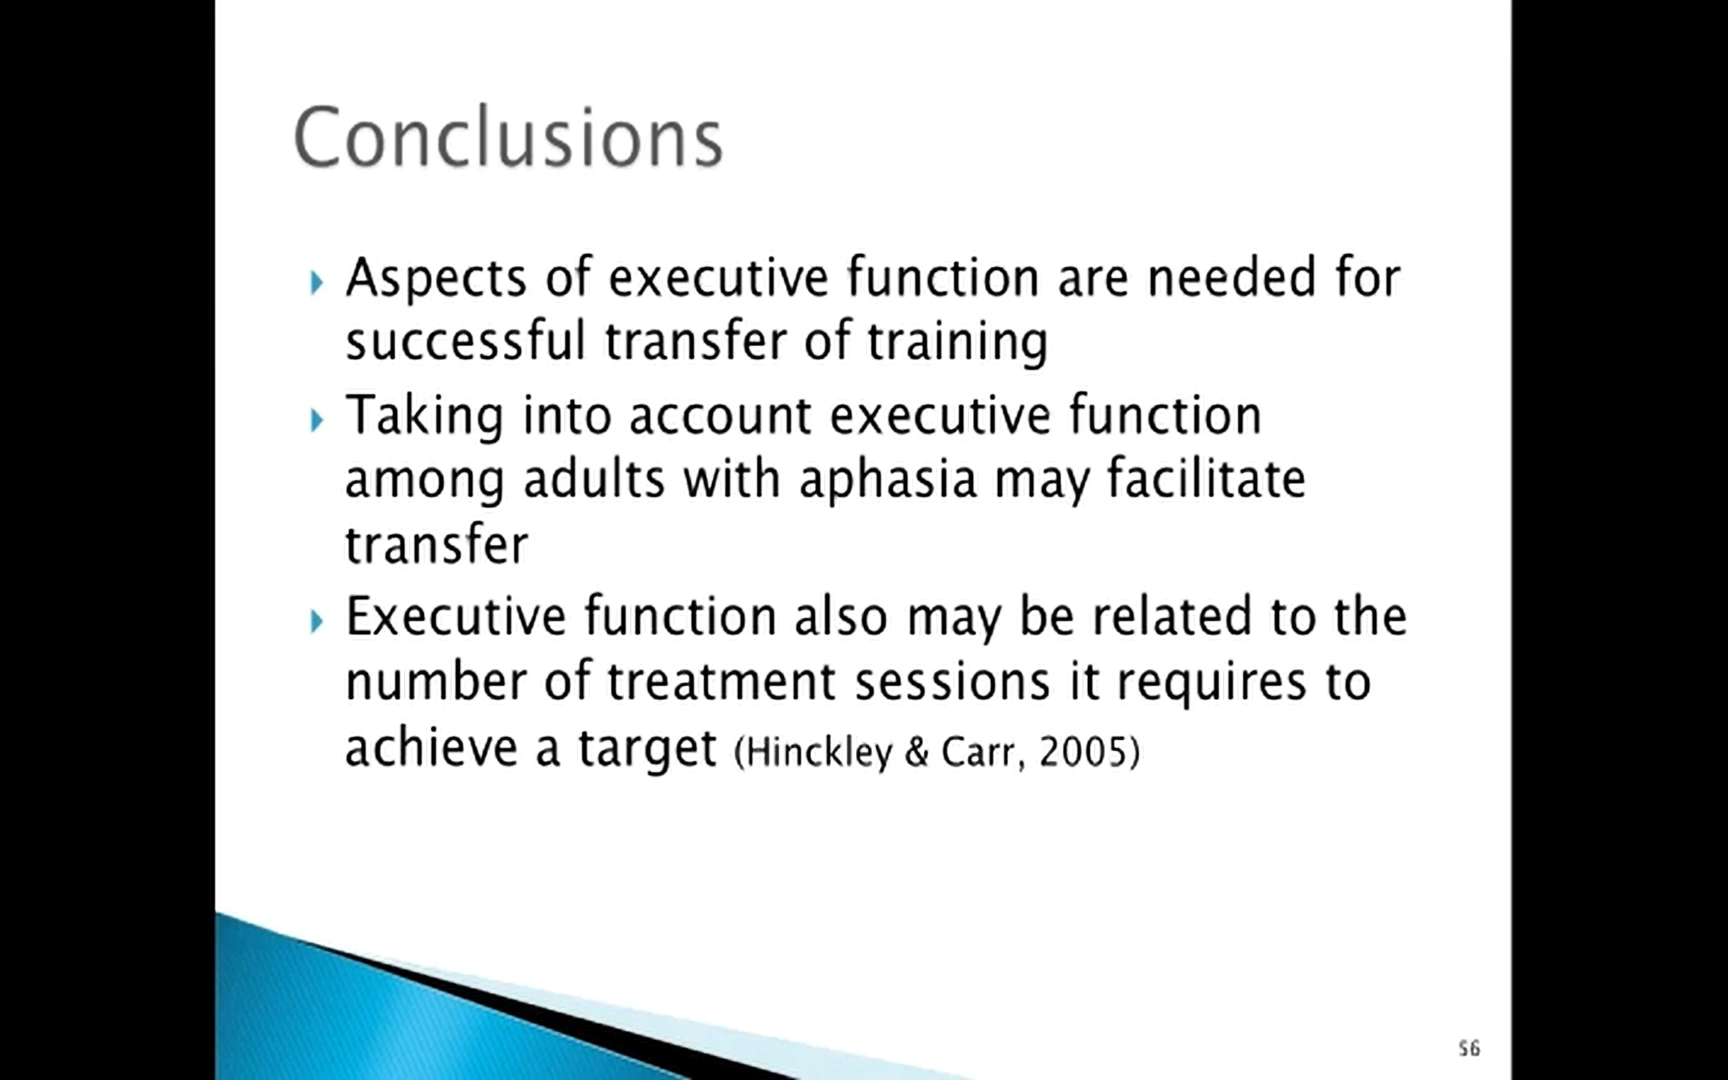 Conclusions
Aspects of executive function are needed for
successful transfer of training
Taking into account executive function
among adults with aphasia may facilitate
transfer
Executive function also may be related to the
number of treatment sessions it requires to
achieve a target (Hinckley & Carr, 2005)
56